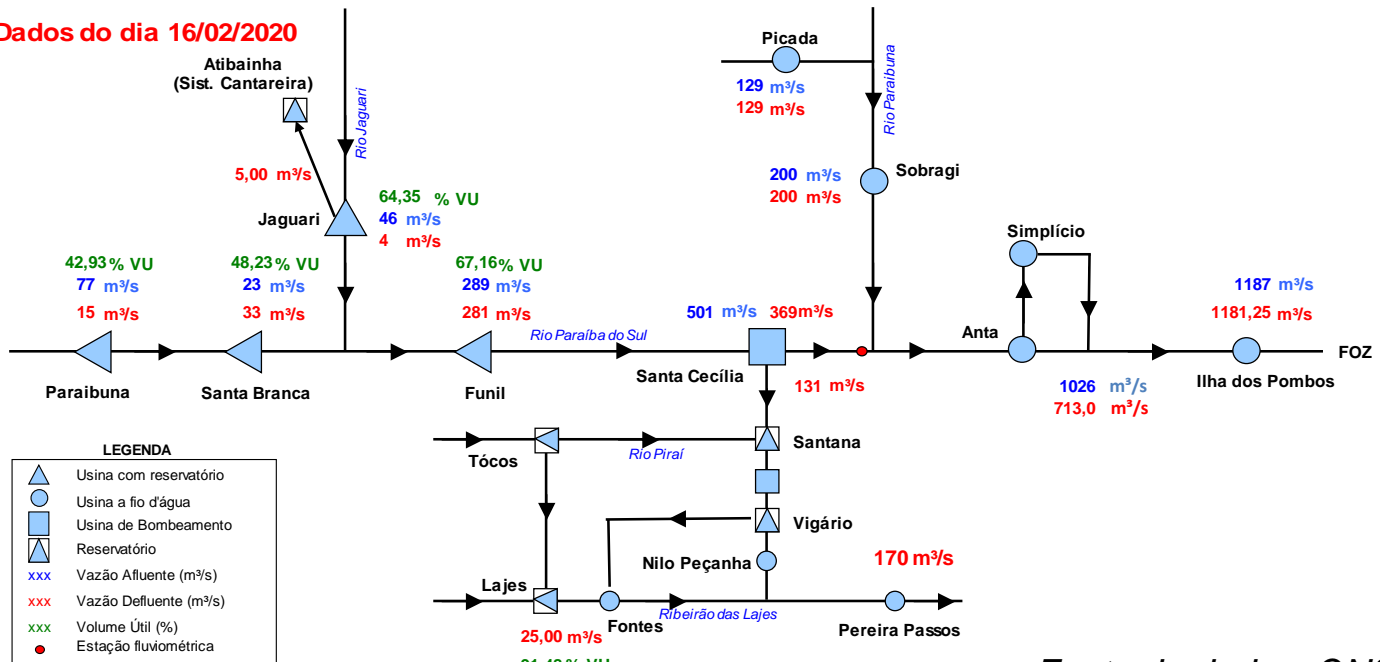 Dados do dia 16/02/2020
Atibainha
(Sist. Cantareira)
Rio Jaguari
5,00 m³/s
Jaguari
64,35 % VU
46 m³/s
4 m³/s
Picada
129 m³/s
129 m³/s
Rio Paraibuna
200 m³/s
200 m³/s
Sobragi
Simplício
42,93 % VU
77 m³/s
15 m³/s
Paraibuna
48,23 % VU
23 m³/s
33 m³/s
Santa Branca
67,16 % VU
289 m³/s
281 m³/s
Funil
Rio Paraíba do Sul
501 m³/s 369 m³/s
Santa Cecília
131 m³/s
Anta
1026 m³/s
713,0 m³/s
1187 m³/s
1181,25 m³/s
Ilha dos Pombos
FOZ
Tócos
Rio Piraí
Santana
Vigário
Nilo Peçanha
170 m³/s
Lajes
Fontes
Ribeirão das Lajes
Pereira Passos
25,00 m³/s
LEGENDA
Usina com reservatório
Usina a fio d'água
Usina de Bombeamento
Reservatório
xxx Vazão Afluente (m³/s)
xxx Vazão Defluente (m³/s)
xxx Volume Útil (%)
Estação fluviométrica